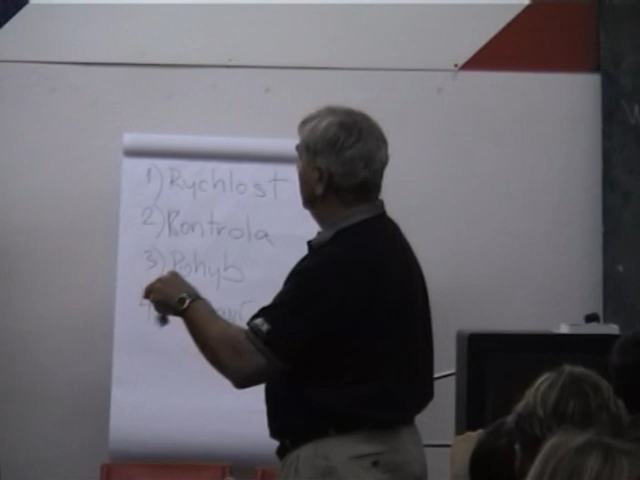 1) Rychlost
2) Kontrola
3) Pohyb